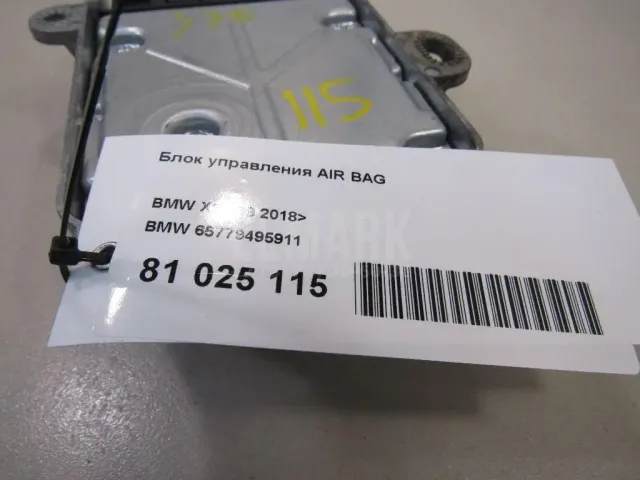 115
Блок управления AIR BAG
BMW 2018>
BMW 65779495911
81 025 115